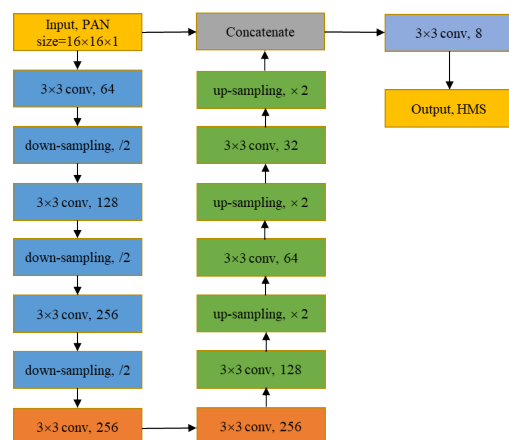 Input, PAN
size=16×16×1
3×3 conv, 64
down-sampling, /2
3×3 conv, 128
down-sampling, /2
3×3 conv, 256
down-sampling, /2
3×3 conv, 256
Concatenate
up-sampling, ×2
3×3 conv, 32
up-sampling, ×2
3×3 conv, 64
up-sampling, ×2
3×3 conv, 128
3×3 conv, 256
3×3 conv, 8
Output, HMS